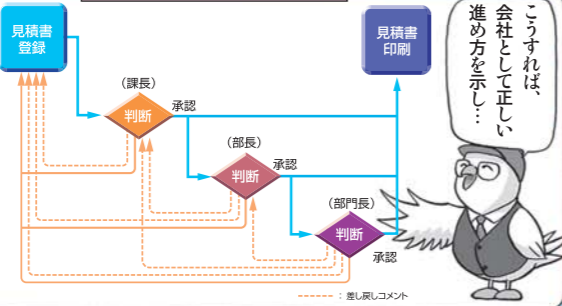 見積書
登録
見積書
印刷
こうすれば、
会社として正しい
進め方を示し…
（課長）
判断
承認
（部長）
判断
承認
（部門長）
判断
承認
：差し戻しコメント